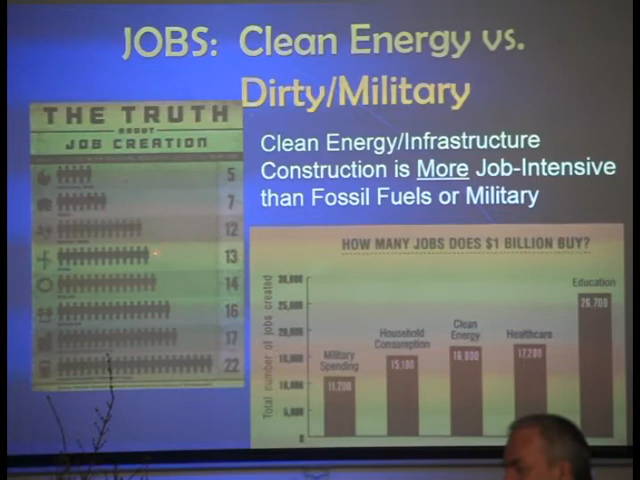 JOBS: Clean Energy vs.
Dirty/Military
THE TRUTH
ABOUT
JOB CREATION
5
7
12
13
14
16
17
22
Clean Energy/Infrastructure
Construction is More Job-Intensive
than Fossil Fuels or Military
HOW MANY JOBS DOES $1 BILLION BUY?
Total number of jobs created
30,000
25,000
20,000
15,000
10,000
5,000
0
Military
Spending
11,200
Household
Consumption
15,100
Clean
Energy
16,800
Healthcare
17,200
Education
26,700